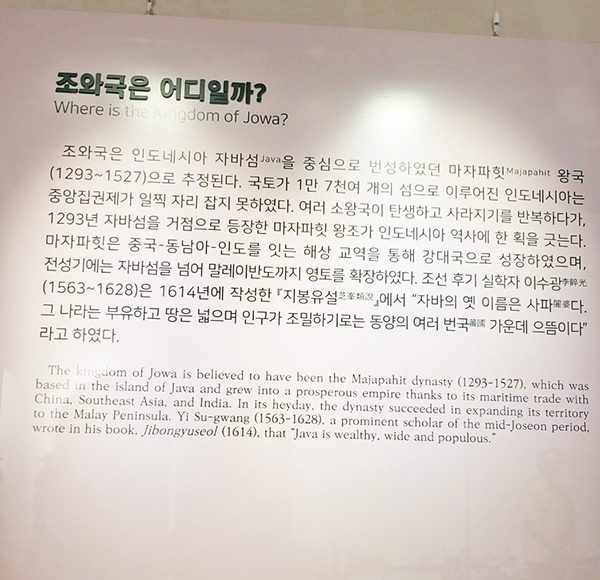 조와국은 어디일까?
Where is the Kingdom of Jowa?
조와국은 인도네시아 자바섬Java을 중심으로 번성하였던 마자파힛Majapahit 왕국
(1293~1527)으로 추정된다. 국토가 1만 7천여 개의 섬으로 이루어진 인도네시아는
중앙집권제가 일찍 자리 잡지 못하였다. 여러 소왕국이 탄생하고 사라지기를 반복하다가,
1293년 자바섬을 거점으로 등장한 마자파힛 왕조가 인도네시아 역사에 한 획을 긋는다.
마자파힛은 중국-동남아-인도를 잇는 해상 교역을 통해 강대국으로 성장하였으며,
전성기에는 자바섬을 넘어 말레이반도까지 영토를 확장하였다. 조선 후기 실학자 이수광李睟光
(1563~1628)은 1614년에 작성한 『지봉유설芝峯類說』에서 “자바의 옛 이름은 사파闍婆다.
그 나라는 부유하고 땅은 넓으며 인구가 조밀하기로는 동양의 여러 번국蕃國 가운데 으뜸이다”
라고 하였다.
The kingdom of Jowa is believed to have been the Majapahit dynasty (1293-1527), which was
based in the island of Java and grew into a prosperous empire thanks to its maritime trade with
China, Southeast Asia, and India. In its heyday, the dynasty succeeded in expanding its territory
to the Malay Peninsula. Yi Su-gwang (1563-1628), a prominent scholar of the mid-Joseon period,
wrote in his book, Jibongyuseol (1614), that "Java is wealthy, wide and populous."